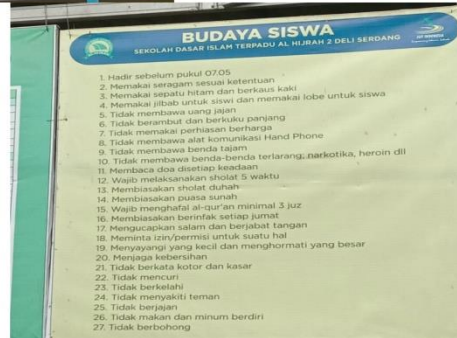 BUDAYA SISWA
SEKOLAH DASAR ISLAM TERPADU AL HIJRAH 2 DELI SERDANG
1. Hadir sebelum pukul 07.05
2. Memakai seragam sesuai ketentuan
3. Memakai sepatu hitam dan berkaus kaki
4. Memakai jilbab untuk siswi dan memakai lobe untuk siswa
5. Tidak membawa uang jajan
6. Tidak berambut dan berkuku panjang
7. Tidak memakai perhiasan berharga
8. Tidak membawa alat komunikasi Hand Phone
9. Tidak membawa benda tajam
10. Tidak membawa benda-benda terlarang; narkotika, heroin dll
11. Membaca doa disetiap keadaan
12. Wajib melaksanakan sholat 5 waktu
13. Membiasakan sholat duhah
14. Membiasakan puasa sunah
15. Wajib menghafal al-qur'an minimal 3 juz
16. Membiasakan berinfak setiap jumat
17. Mengucapkan salam dan berjabat tangan
18. Meminta izin/permisi untuk suatu hal
19. Menyayangi yang kecil dan menghormati yang besar
20. Menjaga kebersihan
21. Tidak berkata kotor dan kasar
22. Tidak mencuri
23. Tidak berkelahi
24. Tidak menyakiti teman
25. Tidak berjajan
26. Tidak makan dan minum berdiri
27. Tidak berbohong